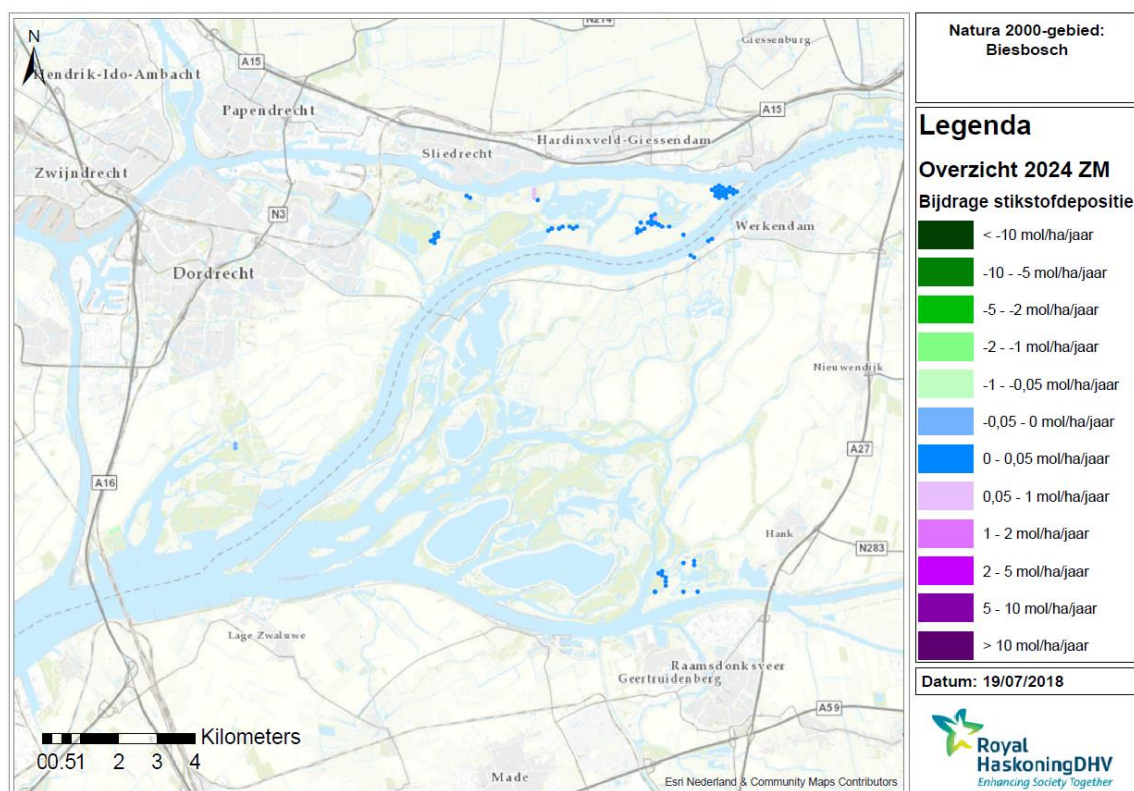 N
N214
Giessenburg
A15
Hendrik-Ido-Ambacht
Papendrecht
A15
Hardinxveld-Giessendam
Sliedrecht
Zwijndrecht
N3
Werkendam
Dordrecht
Nieuwendijk
A27
A16
Hank
N283
Lage Zwaluwe
Raamsdonksveer
Geertruidenberg
A59
Kilometers
00.51 2 3 4
Made
Esri Nederland & Community Maps Contributors
Natura 2000-gebied:
Biesbosch
Legenda
Overzicht 2024 ZM
Bijdrage stikstofdepositie
< -10 mol/ha/jaar
-10 - -5 mol/ha/jaar
-5 - -2 mol/ha/jaar
-2 - -1 mol/ha/jaar
-1 - -0,05 mol/ha/jaar
-0,05 - 0 mol/ha/jaar
0 - 0,05 mol/ha/jaar
0,05 - 1 mol/ha/jaar
1 - 2 mol/ha/jaar
2 - 5 mol/ha/jaar
5 - 10 mol/ha/jaar
> 10 mol/ha/jaar
Datum: 19/07/2018
Royal
HaskoningDHV
Enhancing Society Together